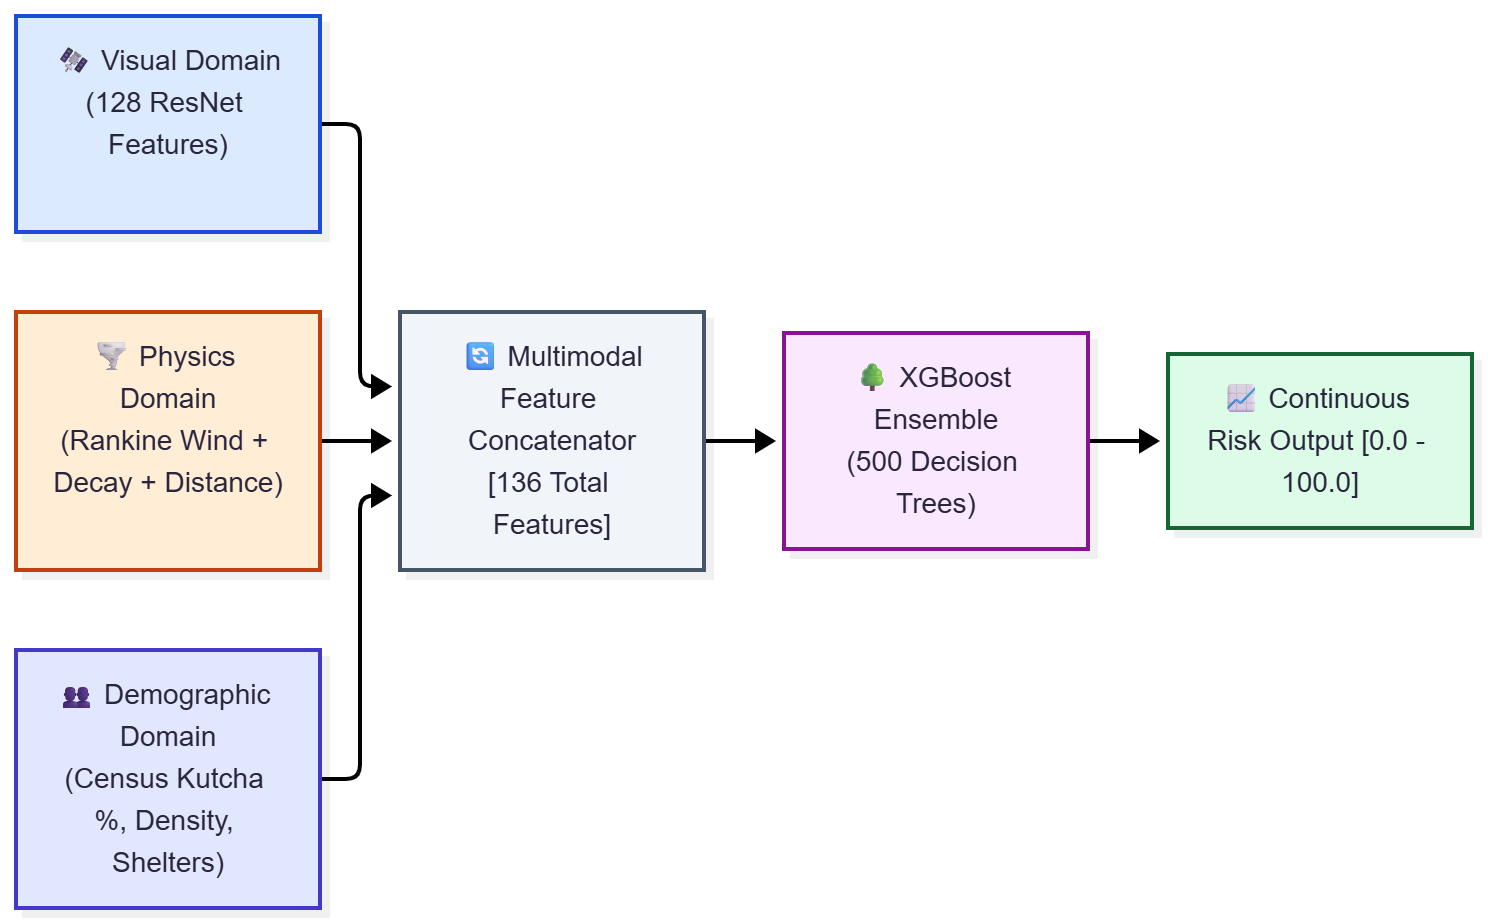 Visual Domain
(128 ResNet
Features)
Physics
Domain
(Rankine Wind +
Decay + Distance)
Demographic
Domain
(Census Kutcha
%, Density,
Shelters)
Multimodal
Feature
Concatenator
[136 Total
Features]
XGBoost
Ensemble
(500 Decision
Trees)
Continuous
Risk Output [0.0 -
100.0]